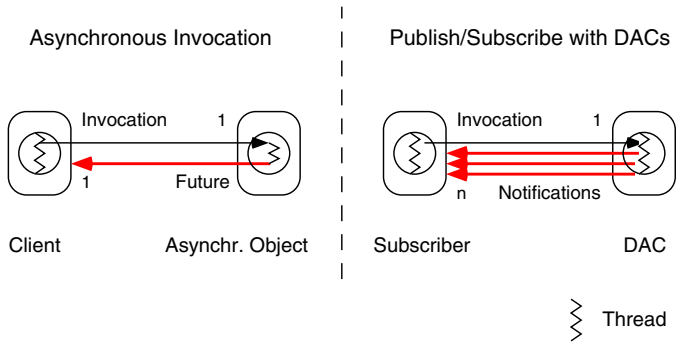 Asynchronous Invocation
Publish/Subscribe with DACs
Invocation 1
1 Future
Client
Asynchr. Object
Invocation 1
n Notifications
Subscriber
DAC
Thread